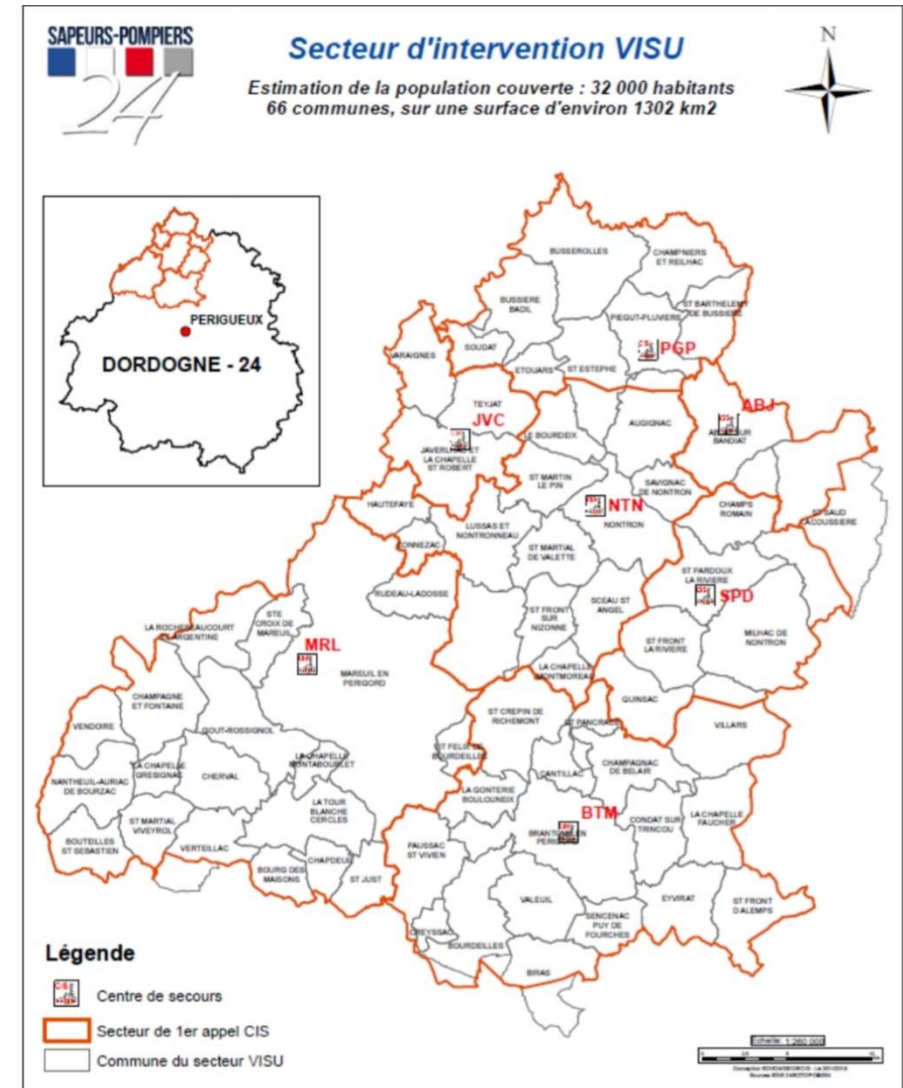 SAPEURS-POMPIERS
24
Secteur d'intervention VISU
Estimation de la population couverte : 32 000 habitants
66 communes, sur une surface d'environ 1302 km2
N
PERIGUEUX
DORDOGNE - 24
BUSSEROLLES
CHAMPNIERS
ET REILHAC
BUSSIERE
BADIL
ST BARTHELEMY
DE BUSSIERE
PIEGUT-PLUVIERS
PGP
SOUDAT
VARAIGNES
ETOUARS
ST ESTEPHE
TEYJAT
JVC
ABJ
AUGIGNAC
BANDIAT
LE BOURDEIX
LA CHAPELLE
ST ROBERT
ST MARTIN
LE PIN
SAVIGNAC
DE NONTRON
HAUTEFAYE
NTN
NONTRON
CHAMPS
ROMAIN
ST SAUD
LACOUSSIERE
LUSSAS ET
NONTRONNEAU
CONNEZAC
ST MARTIAL
DE VALETTE
ST PARDOUX
LA RIVIERE
SPD
RUDEAU-LADOSSE
SCEAU ST
ANGEL
STE
CROIX DE
MAREUIL
ST FRONT
SUR
NIZONNE
LA ROCHEBEAUCOURT
ARGENTINE
MILHAC DE
NONTRON
ST FRONT
LA RIVIERE
MRL
MAREUIL EN
PERIGORD
LA CHAPELLE
MONTMOREAU
CHAMPAGNE
ET FONTAINE
QUINSAC
ST CREPIN DE
RICHEMONT
VENDOIRE
GOUT-ROSSIGNOL
ST PANCRACE
VILLARS
ST FELIX DE
BOURDEILLES
LA CHAPELLE
MONTABOURLET
LA CHAPELLE
GRESIGNAC
CHERVAL
CANTILLAC
CHAMPAGNAC
DE BELAIR
NANTHEUIL-AURIAC
DE BOURZAC
LA GONTERIE
BOULOUNEIX
LA TOUR
BLANCHE
CERCLES
BTM
ST MARTIAL
VIVEYROL
BRANTOME EN
PERIGORD
CONDAT SUR
TRINCOU
LA CHAPELLE
FAUCHER
BOUTEILLES
ST SEBASTIEN
VERTEILLAC
PAUSSAC
ST VIVIEN
BOURG DES
MAISONS
CHAPDEUIL
ST JUST
VALEUIL
EYVIRAT
ST FRONT
D ALEMPS
SENCENAC
PUY DE
FOURCHES
CREYSSAC
BOURDEILLES
BIRAS
Légende
Centre de secours
Secteur de 1er appel CIS
Commune du secteur VISU